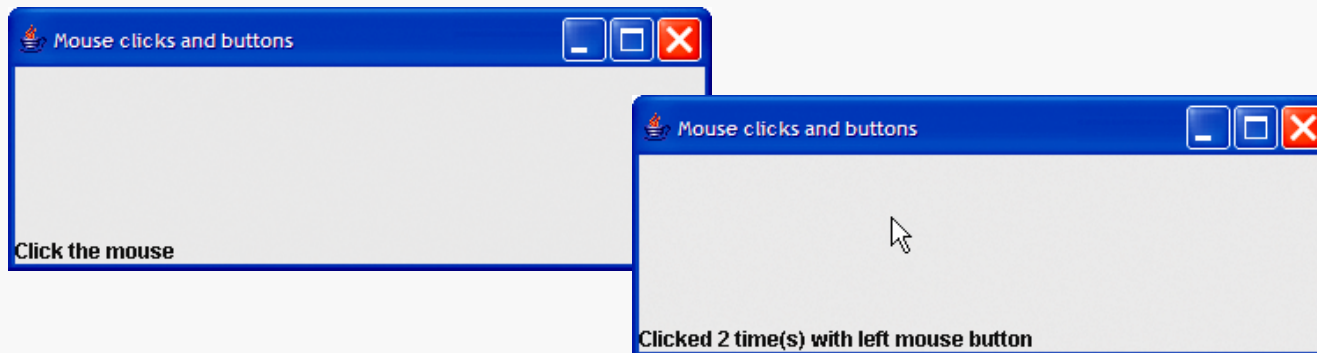 Mouse clicks and buttons
Click the mouse
Mouse clicks and buttons
Clicked 2 time(s) with left mouse button